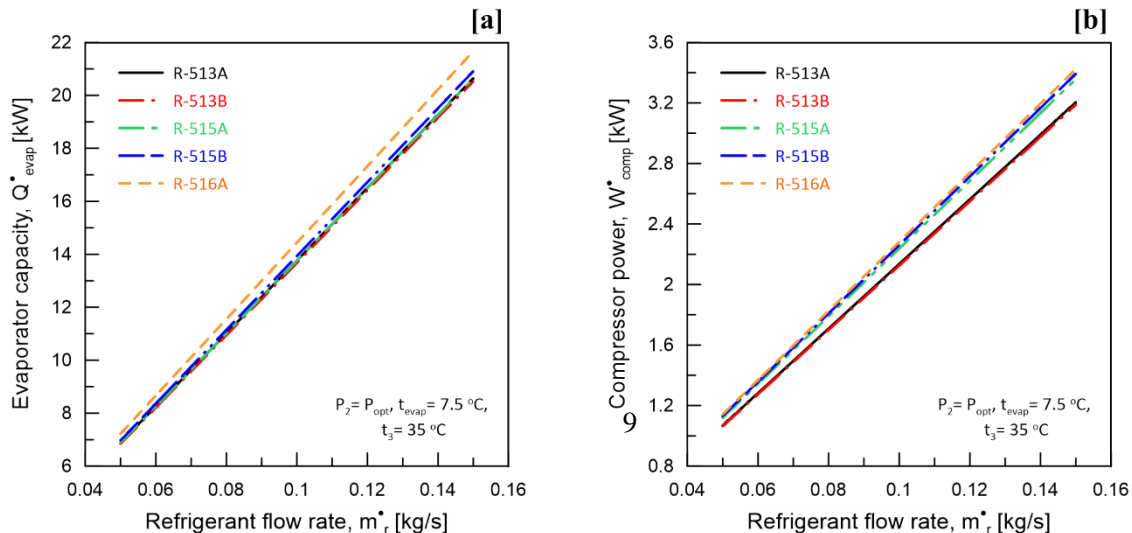 [a]
22
20
18
16
14
12
10
8
6
Evaporator capacity, Q•evap [kW]
R-513A
R-513B
R-515A
R-515B
R-516A
P2= Popt, tevap= 7.5 °C,
t3= 35 °C
0.04 0.06 0.08 0.1 0.12 0.14 0.16
Refrigerant flow rate, m•r [kg/s]
[b]
3.6
3.2
2.8
2.4
2
1.6
1.2
0.8
Compressor power, W•comp [kW]
R-513A
R-513B
R-515A
R-515B
R-516A
P2= Popt, tevap= 7.5 °C,
t3= 35 °C
9
0.04 0.06 0.08 0.1 0.12 0.14 0.16
Refrigerant flow rate, m•r [kg/s]